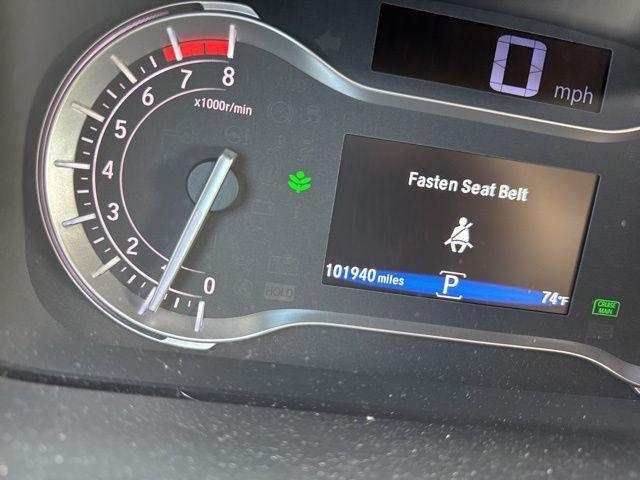 0 mph
8
7
6
x1000r/min
5
4
3
2
1
0
HOLD
Fasten Seat Belt
101940 miles
P
74°F
CRUISE
MAIN